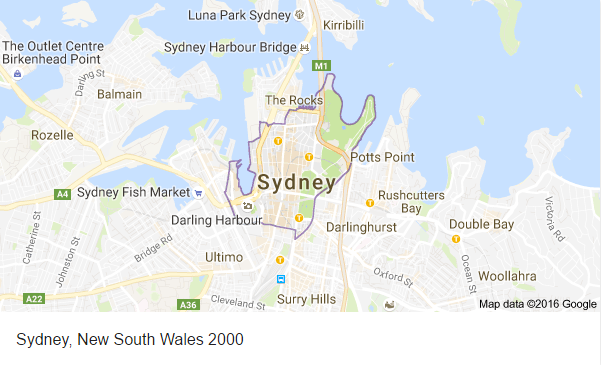 Luna Park Sydney
Kirribilli
The Outlet Centre
Birkenhead Point
Sydney Harbour Bridge
M1
Darling St
Balmain
The Rocks
Rozelle
Potts Point
A4
Sydney Fish Market
Sydney
Rushcutters
Bay
Victoria Rd
Darling Harbour
Darlinghurst
Double Bay
Catherine St
Johnston St
Bridge Rd
Ultimo
Ocean St
Oxford St
Woollahra
A22
A36
Cleveland St
Surry Hills
Map data ©2016 Google
Sydney, New South Wales 2000